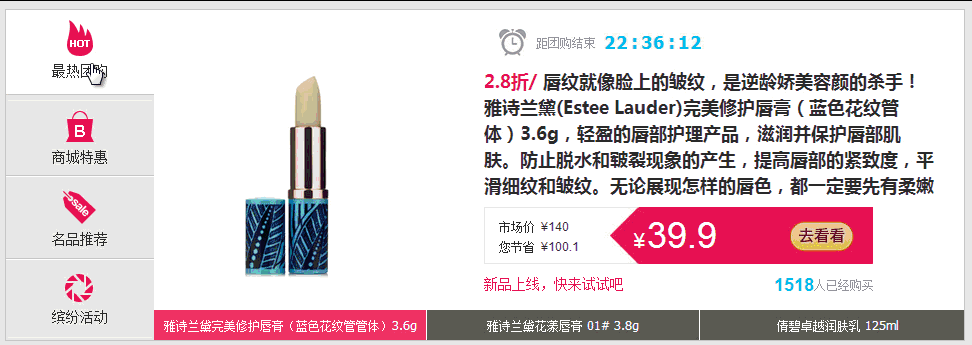 HOT
最热团购
B
商城特惠
sale
名品推荐
缤纷活动
距团购结束 22:36:12
2.8折/ 唇纹就像脸上的皱纹，是逆龄娇美容颜的杀手！
雅诗兰黛(Estee Lauder)完美修护唇膏（蓝色花纹管
体）3.6g，轻盈的唇部护理产品，滋润并保护唇部肌
肤。防止脱水和皲裂现象的产生，提高唇部的紧致度，平
滑细纹和皱纹。无论展现怎样的唇色，都一定要先有柔嫩
市场价 ¥140
您节省 ¥100.1
¥39.9
去看看
新品上线，快来试试吧
1518人已经购买
雅诗兰黛完美修护唇膏（蓝色花纹管管体）3.6g
雅诗兰黛花漾唇膏 01# 3.8g
倩碧卓越润肤乳 125ml